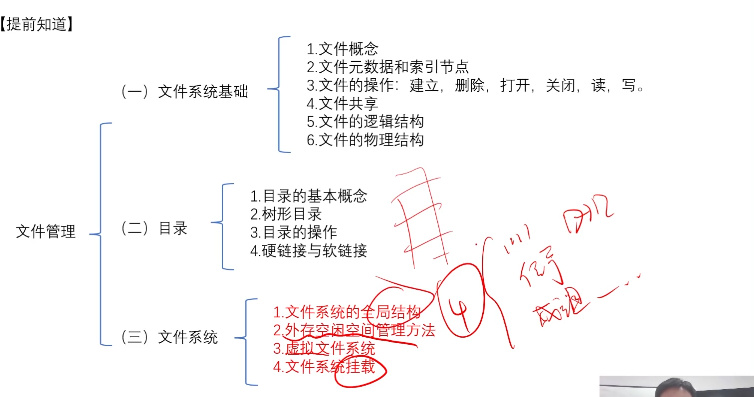 【提前知道】
文件管理
（一）文件系统基础
1.文件概念
2.文件元数据和索引节点
3.文件的操作：建立，删除，打开，关闭，读，写。
4.文件共享
5.文件的逻辑结构
6.文件的物理结构
（二）目录
1.目录的基本概念
2.树形目录
3.目录的操作
4.硬链接与软链接
（三）文件系统
1.文件系统的全局结构
2.外存空闲空间管理方法
3.虚拟文件系统
4.文件系统挂载